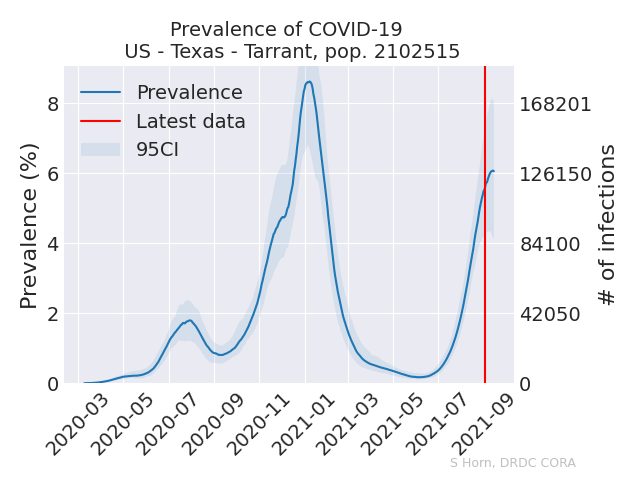 Prevalence of COVID-19
US - Texas - Tarrant, pop. 2102515
Prevalence
Latest data
95CI
Prevalence (%)
8
6
4
2
0
168201
126150
84100
42050
0
# of infections
2020-03
2020-05
2020-07
2020-09
2020-11
2021-01
2021-03
2021-05
2021-07
2021-09
S Horn, DRDC CORA